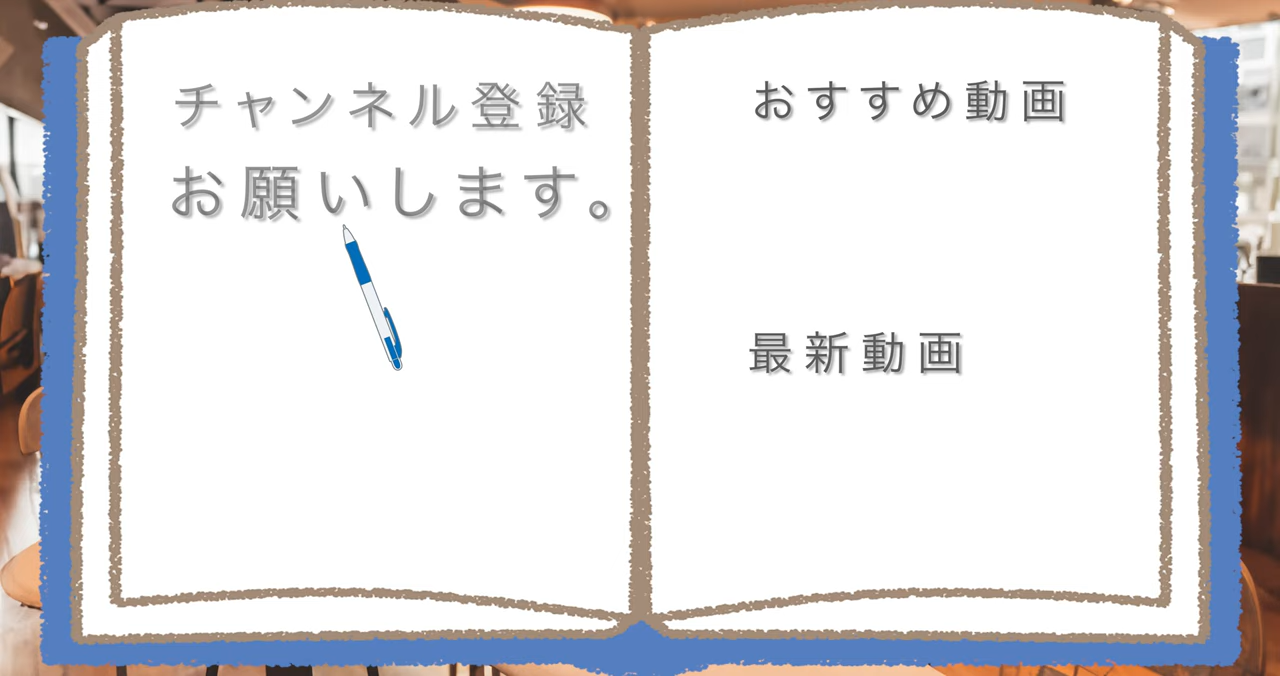 チャンネル登録
お願いします。
おすすめ動画
最新動画